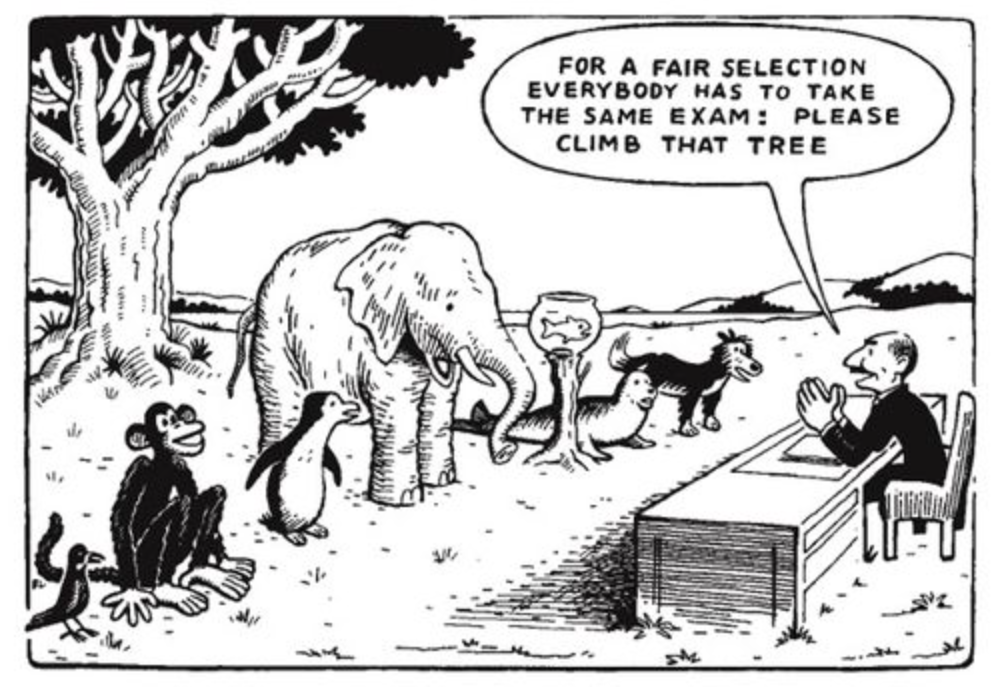 FOR A FAIR SELECTION
EVERYBODY HAS TO TAKE
THE SAME EXAM: PLEASE
CLIMB THAT TREE